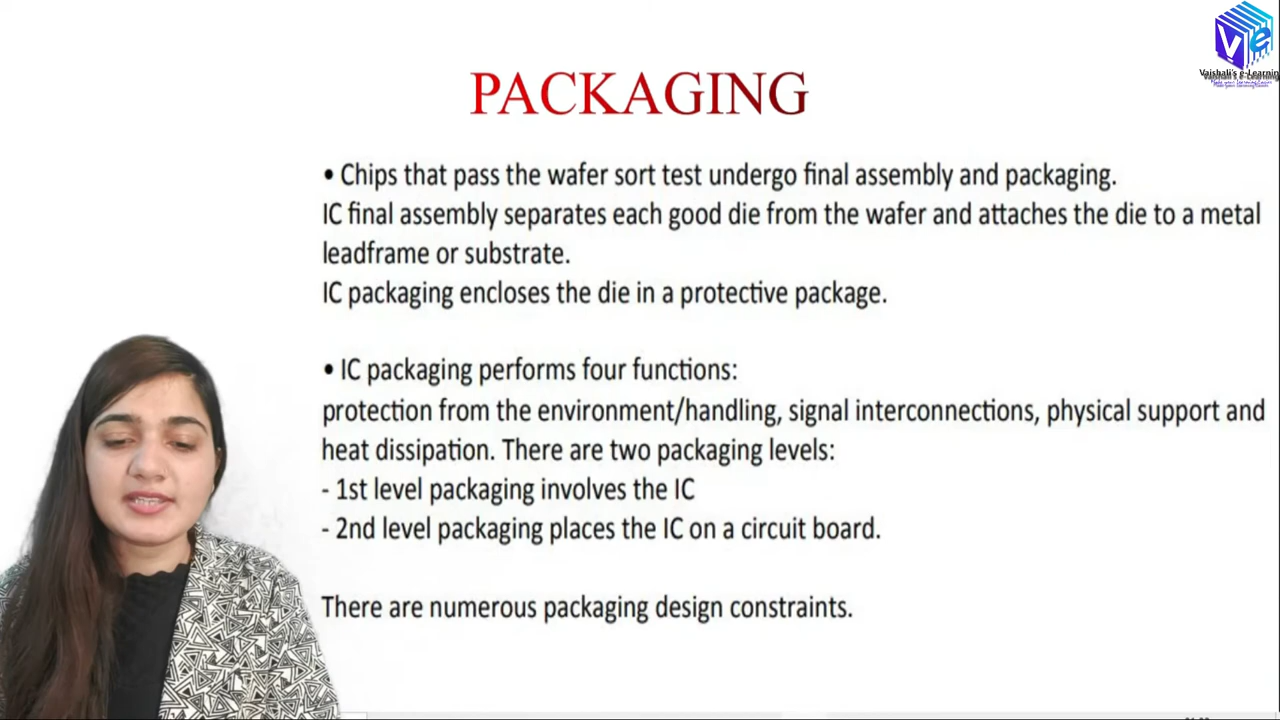 Ve
Vaishali's e-Learning
PACKAGING
• Chips that pass the wafer sort test undergo final assembly and packaging.
IC final assembly separates each good die from the wafer and attaches the die to a metal
leadframe or substrate.
IC packaging encloses the die in a protective package.
• IC packaging performs four functions:
protection from the environment/handling, signal interconnections, physical support and
heat dissipation. There are two packaging levels:
- 1st level packaging involves the IC
- 2nd level packaging places the IC on a circuit board.
There are numerous packaging design constraints.